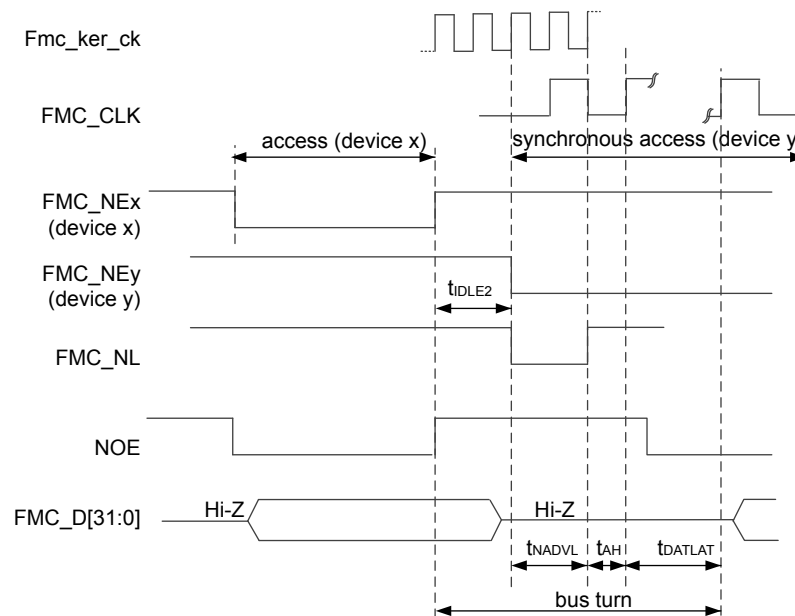 Fmc_ker_ck
FMC_CLK
access (device x)
synchronous access (device y
FMC_NEx
(device x)
FMC_NEy
(device y)
tIDLE2
FMC_NL
NOE
FMC_D[31:0]
Hi-Z
Hi-Z
tNADVL
tAH
tDATLAT
bus turn